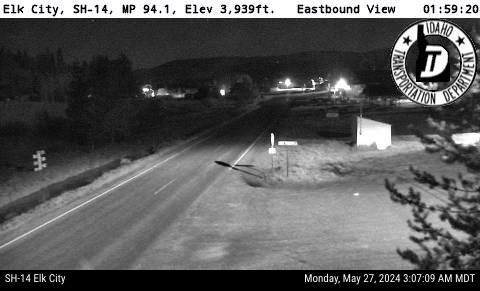 Elk City, SH-14, MP 94.1, Elev 3,939ft. Eastbound View 01:59:20
IDAHO
TRANSPORTATION DEPARTMENT
SH-14 Elk City Monday, May 27, 2024 3:07:09 AM MDT